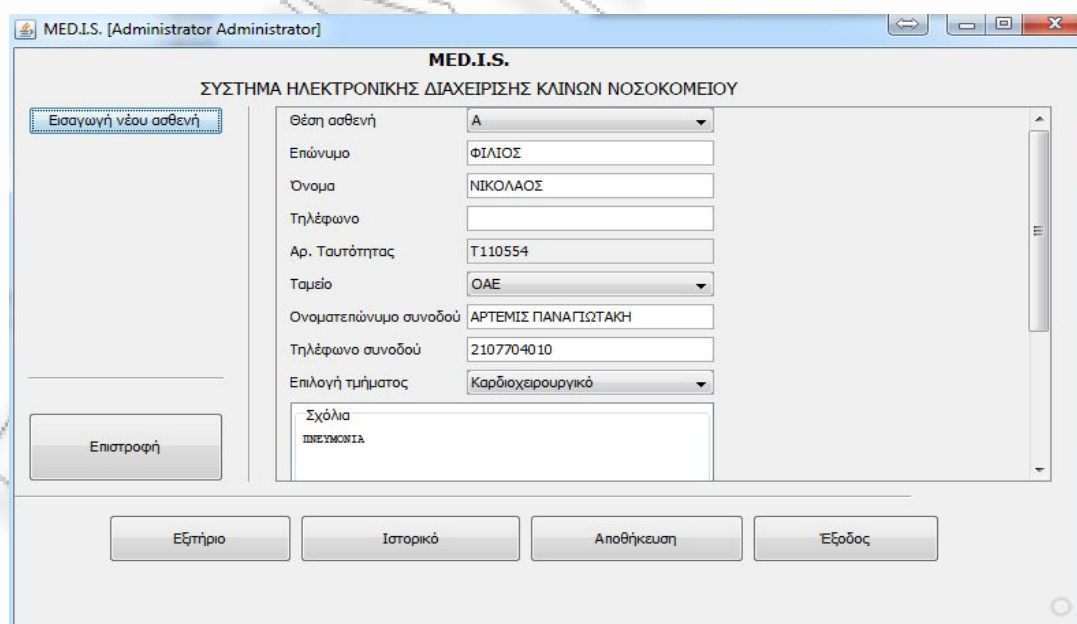 MED.I.S. [Administrator Administrator]
MED.I.S.
ΣΥΣΤΗΜΑ ΗΛΕΚΤΡΟΝΙΚΗΣ ΔΙΑΧΕΙΡΙΣΗΣ ΚΛΙΝΩΝ ΝΟΣΟΚΟΜΕΙΟΥ
Εισαγωγή νέου ασθενή
Θέση ασθενή Α
Επώνυμο ΦΙΛΙΟΣ
Όνομα ΝΙΚΟΛΑΟΣ
Τηλέφωνο
Αρ. Ταυτότητας Τ110554
Ταμείο ΟΑΕ
Ονοματεπώνυμο συνοδού ΑΡΤΕΜΙΣ ΠΑΝΑΓΙΩΤΑΚΗ
Τηλέφωνο συνοδού 2107704010
Επιλογή τμήματος Καρδιοχειρουργικό
Σχόλια
ΠΝΕΥΜΟΝΙΑ
Επιστροφή
Εξιτήριο Ιστορικό Αποθήκευση Έξοδος